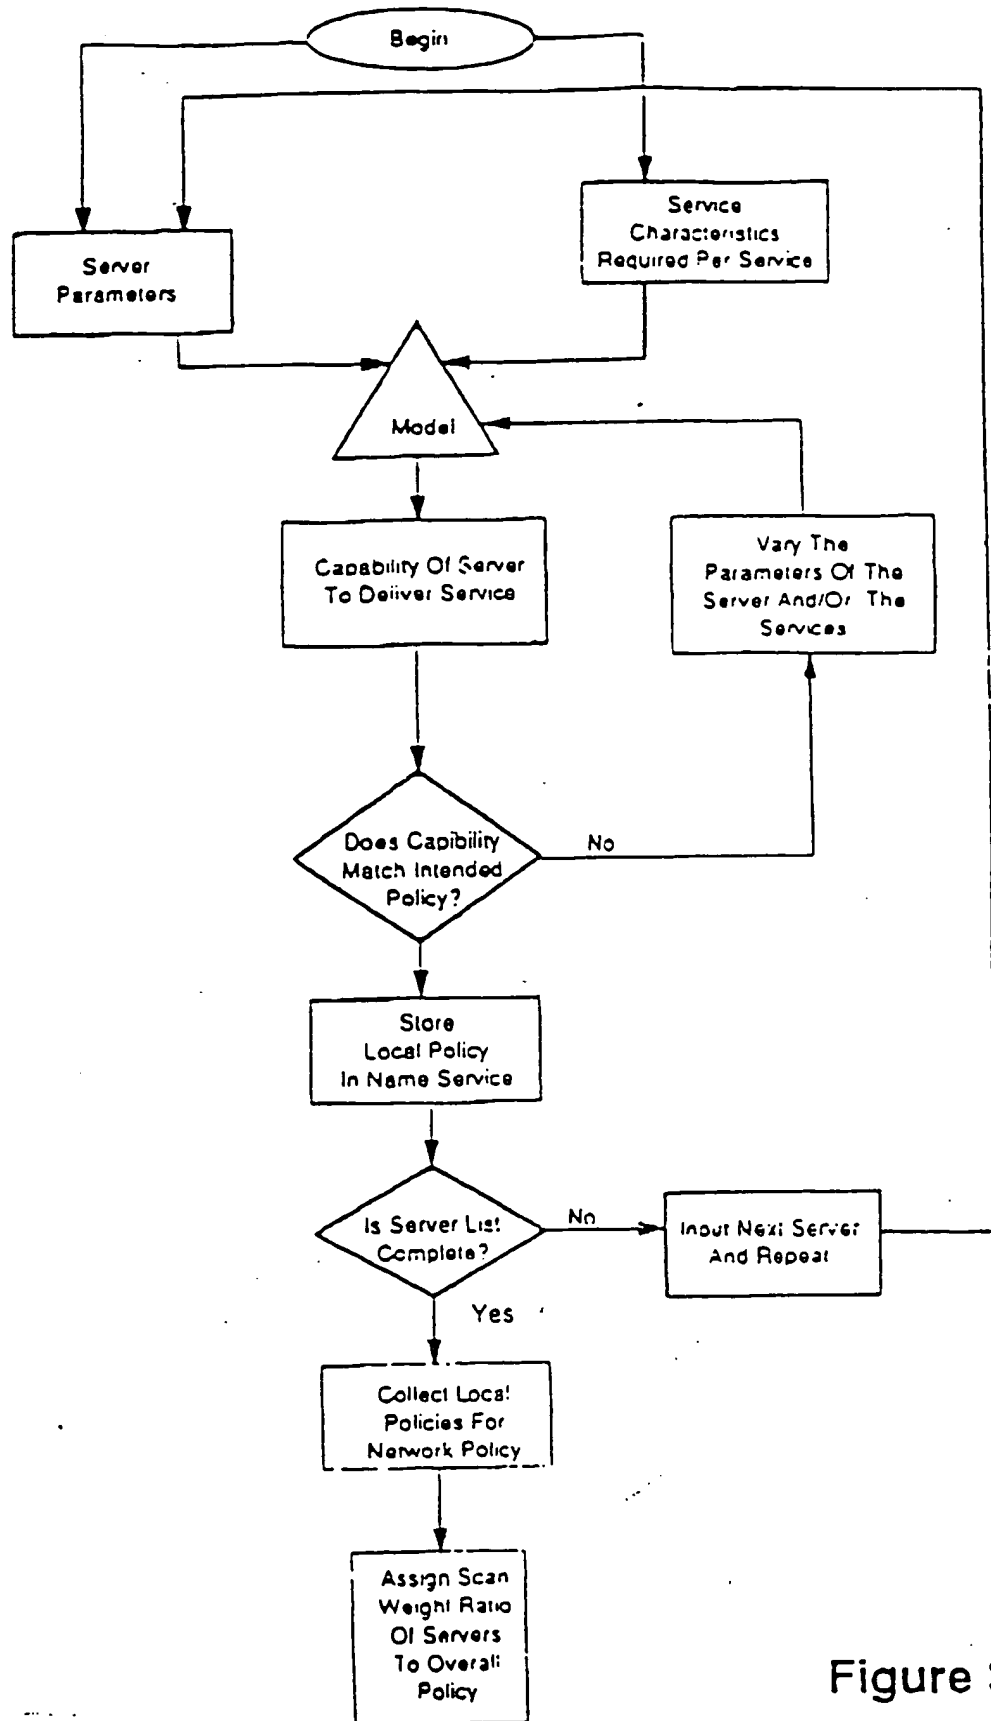 Begin
Service
Characteristics
Required Per Service
Server
Parameters
Model
Capability Of Server
To Deliver Service
Vary The
Parameters Of The
Server And/Or The
Services
Does Capibility
Match Intended
Policy?
No
Store
Local Policy
In Name Service
Is Server List
Complete?
No
Input Next Server
And Repeat
Yes
Collect Local
Policies For
Network Policy
Assign Scan
Weight Ratio
Of Servers
To Overall
Policy
Figure